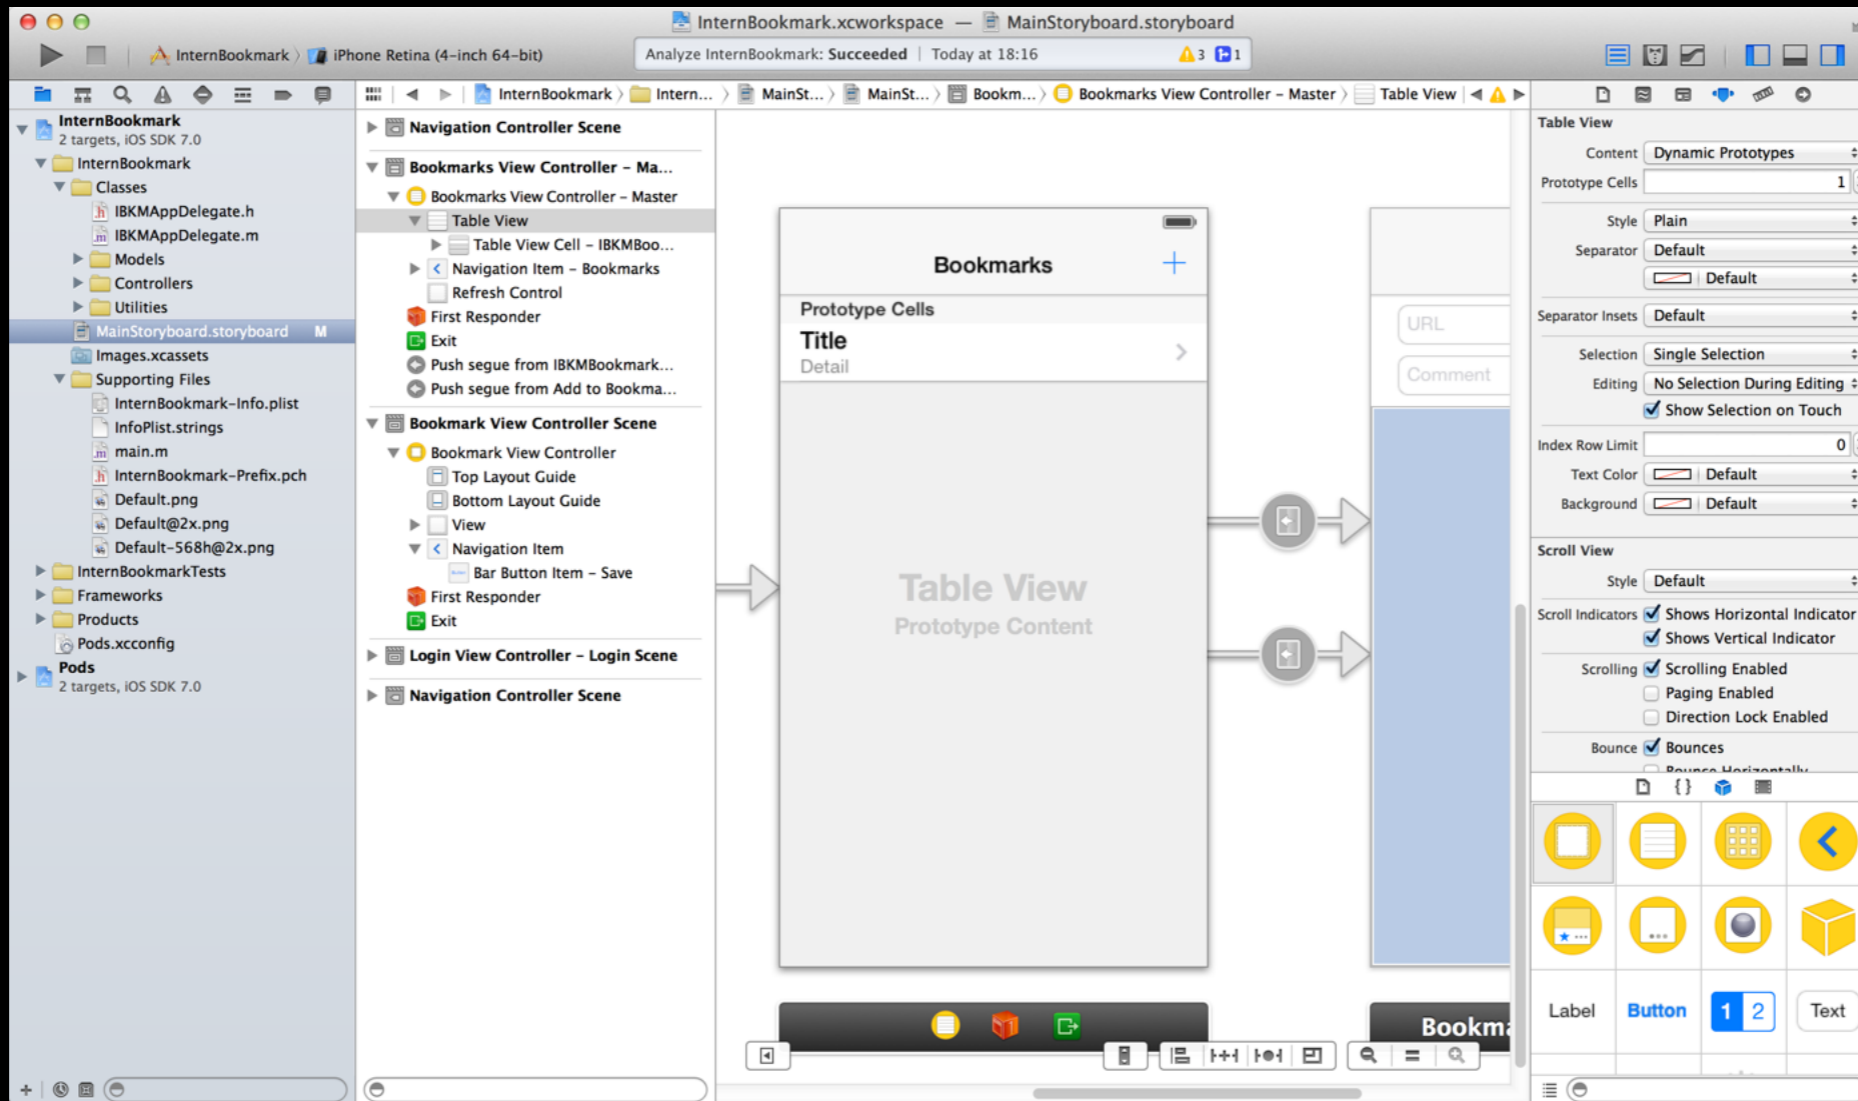 InternBookmark.xcworkspace — MainStoryboard.storyboard
InternBookmark
iPhone Retina (4-inch 64-bit)
Analyze InternBookmark: Succeeded | Today at 18:16
3
1
InternBookmark
Intern...
MainSt...
MainSt...
Bookm...
Bookmarks View Controller – Master
Table View
InternBookmark
2 targets, iOS SDK 7.0
InternBookmark
Classes
IBKMAppDelegate.h
IBKMAppDelegate.m
Models
Controllers
Utilities
MainStoryboard.storyboard M
Images.xcassets
Supporting Files
InternBookmark-Info.plist
InfoPlist.strings
main.m
InternBookmark-Prefix.pch
Default.png
Default@2x.png
Default-568h@2x.png
InternBookmarkTests
Frameworks
Products
Pods.xcconfig
Pods
2 targets, iOS SDK 7.0
Navigation Controller Scene
Bookmarks View Controller – Ma...
Bookmarks View Controller – Master
Table View
Table View Cell – IBKMBoo...
Navigation Item – Bookmarks
Refresh Control
First Responder
Exit
Push segue from IBKMBookmark...
Push segue from Add to Bookma...
Bookmark View Controller Scene
Bookmark View Controller
Top Layout Guide
Bottom Layout Guide
View
Navigation Item
Bar Button Item – Save
First Responder
Exit
Login View Controller – Login Scene
Navigation Controller Scene
Bookmarks
Prototype Cells
Title
Detail
Table View
Prototype Content
URL
Comment
Bookma
Table View
Content Dynamic Prototypes
Prototype Cells 1
Style Plain
Separator Default
Default
Separator Insets Default
Selection Single Selection
Editing No Selection During Editing
Show Selection on Touch
Index Row Limit 0
Text Color Default
Background Default
Scroll View
Style Default
Scroll Indicators Shows Horizontal Indicator
Shows Vertical Indicator
Scrolling Scrolling Enabled
Paging Enabled
Direction Lock Enabled
Bounce Bounces
Bounce Horizontally
{ }
Label
Button
1 2
Text